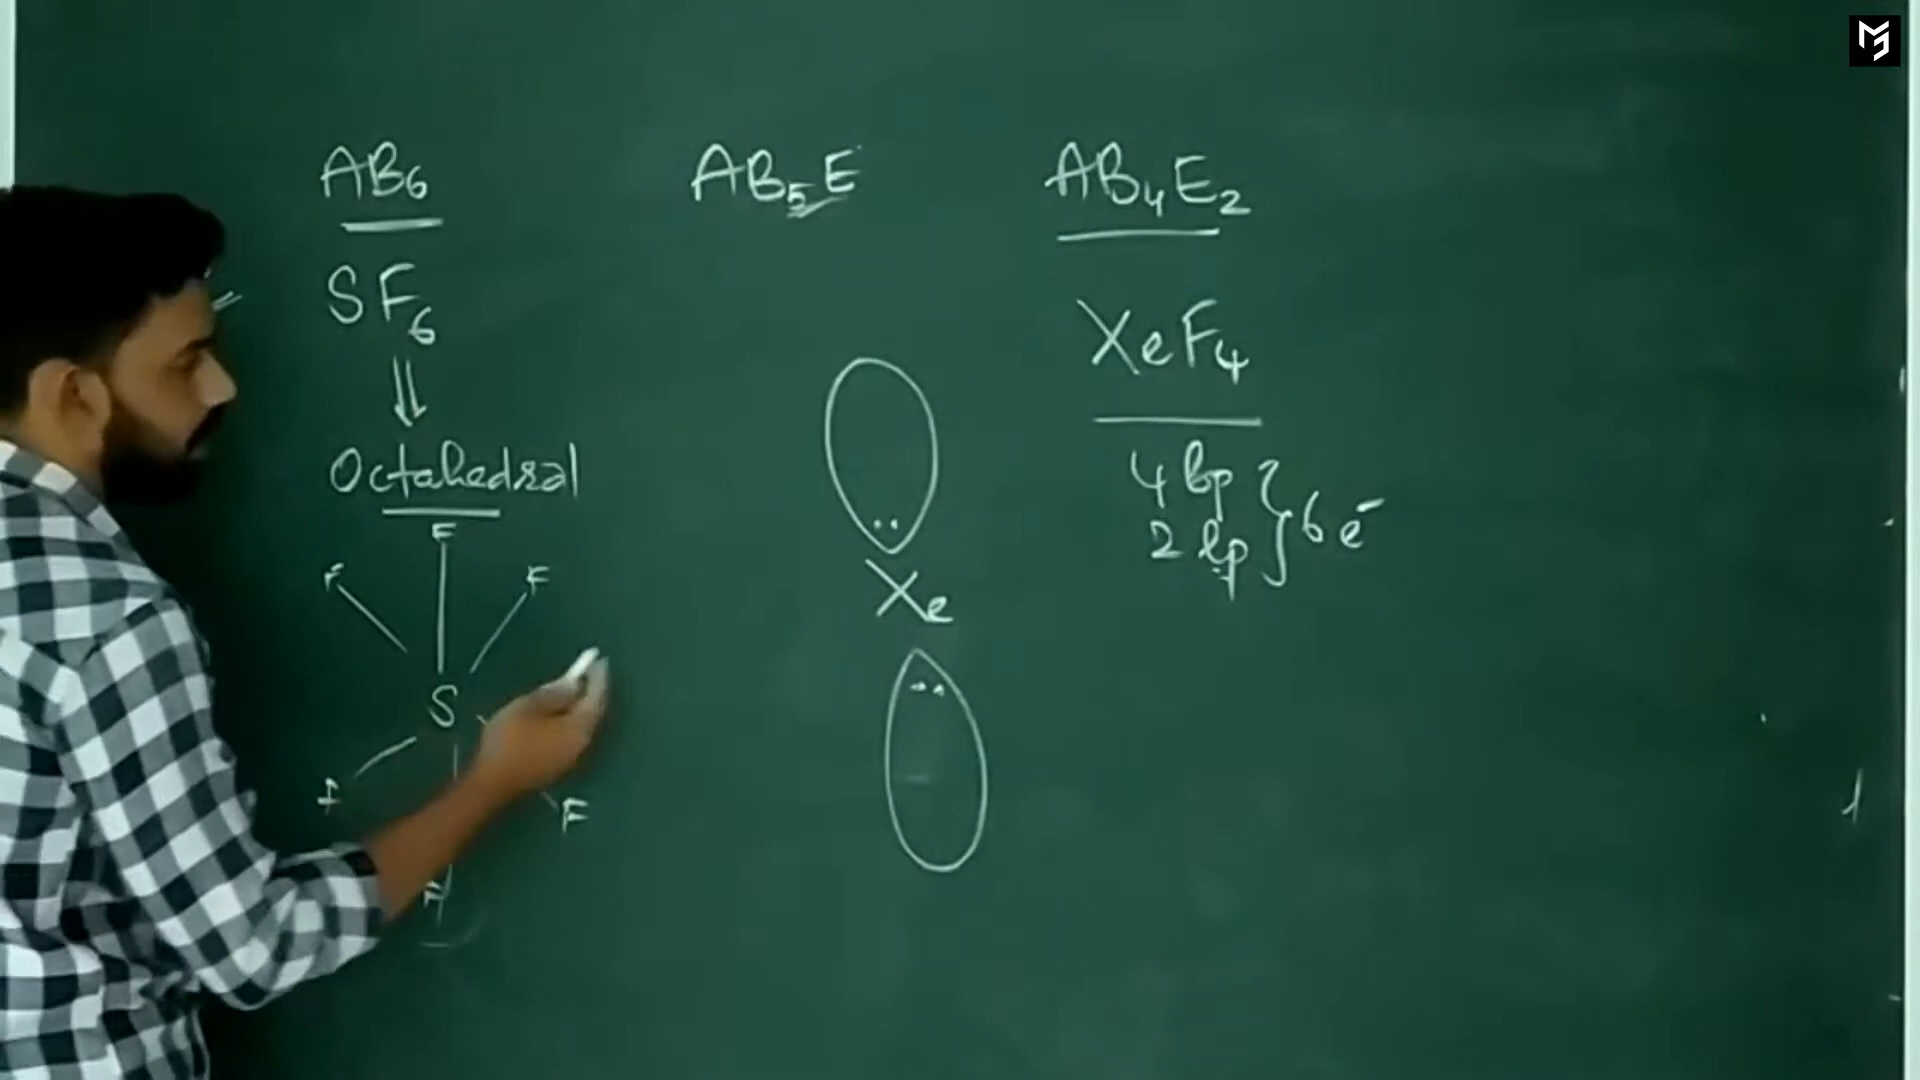 AB₆
SF₆
Octahedral
F
F F
S
F
F
AB₅E
Xe
AB₄E₂
XeF₄
4 bp
2 lp } 6 e⁻